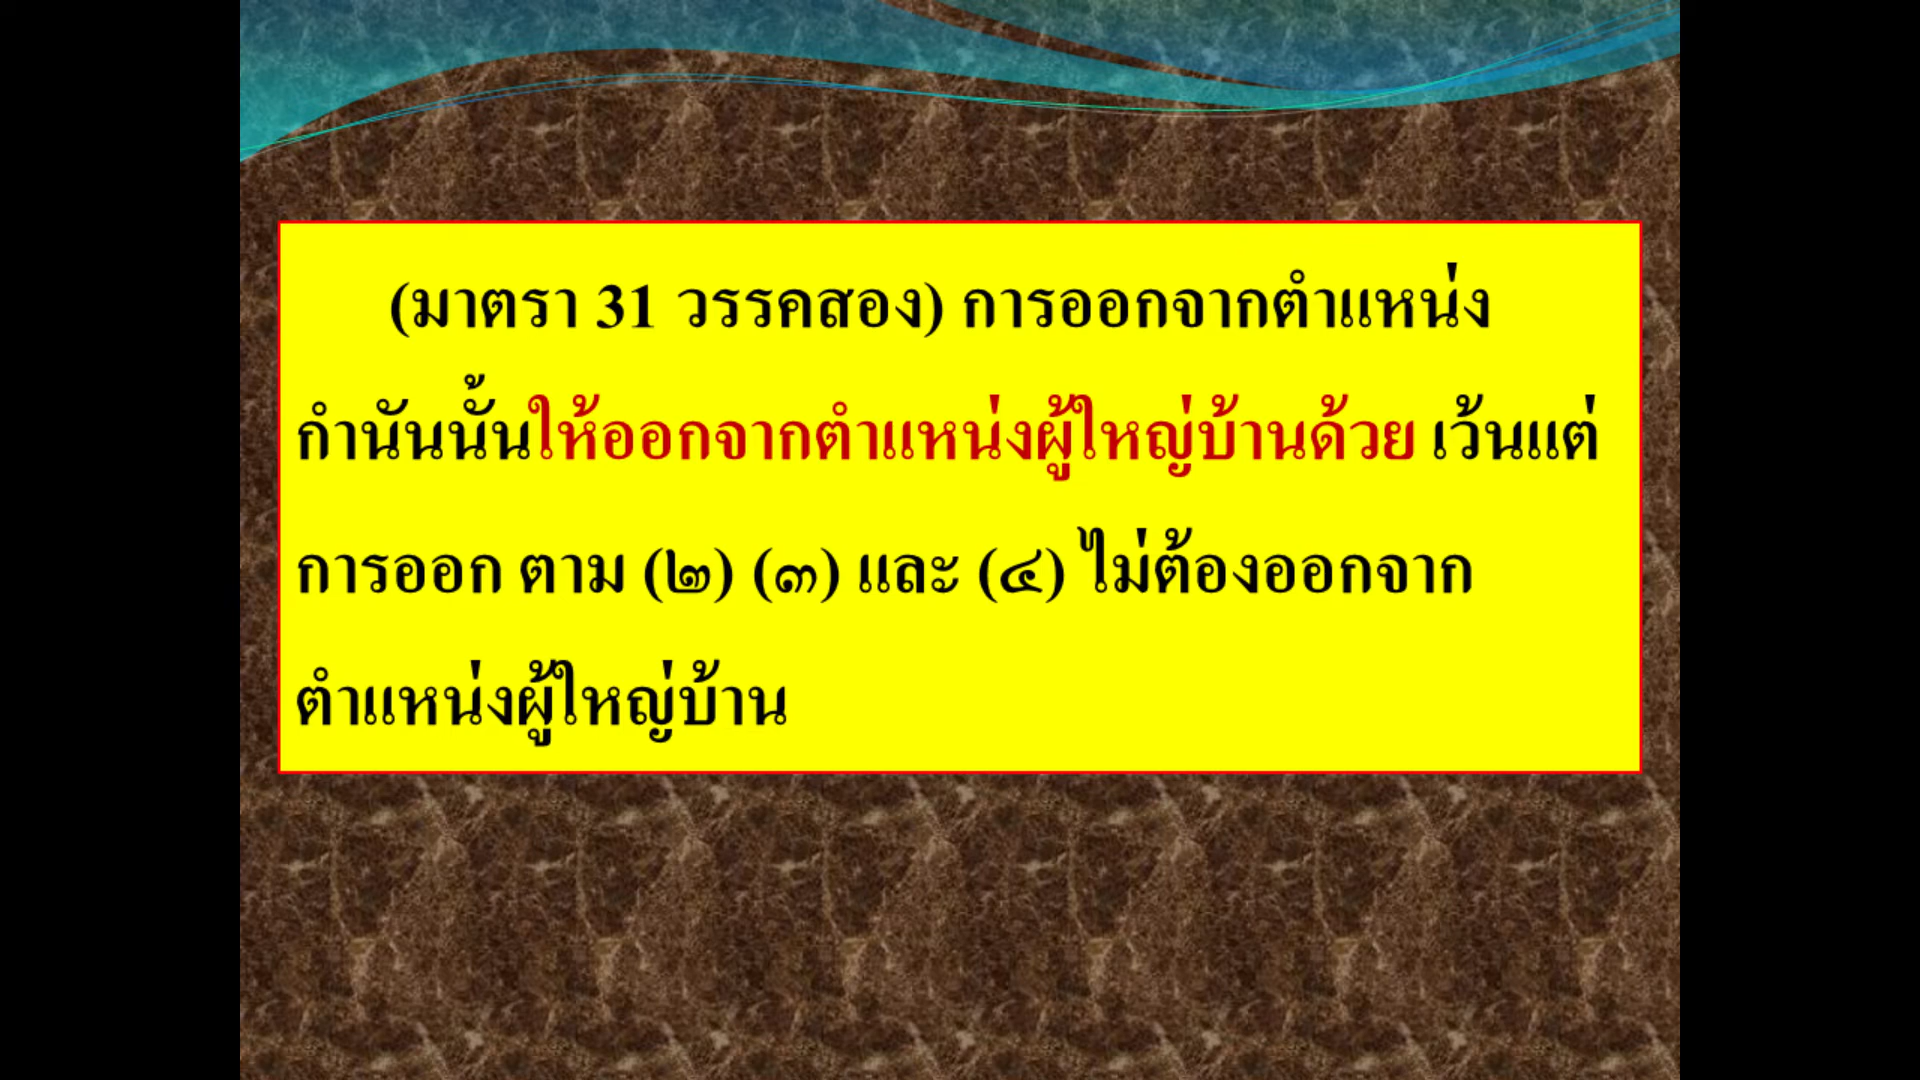 (มาตรา 31 วรรคสอง) การออกจากตำแหน่ง
กำนันนั้นให้ออกจากตำแหน่งผู้ใหญ่บ้านด้วย เว้นแต่
การออก ตาม (๒) (๓) และ (๔) ไม่ต้องออกจาก
ตำแหน่งผู้ใหญ่บ้าน